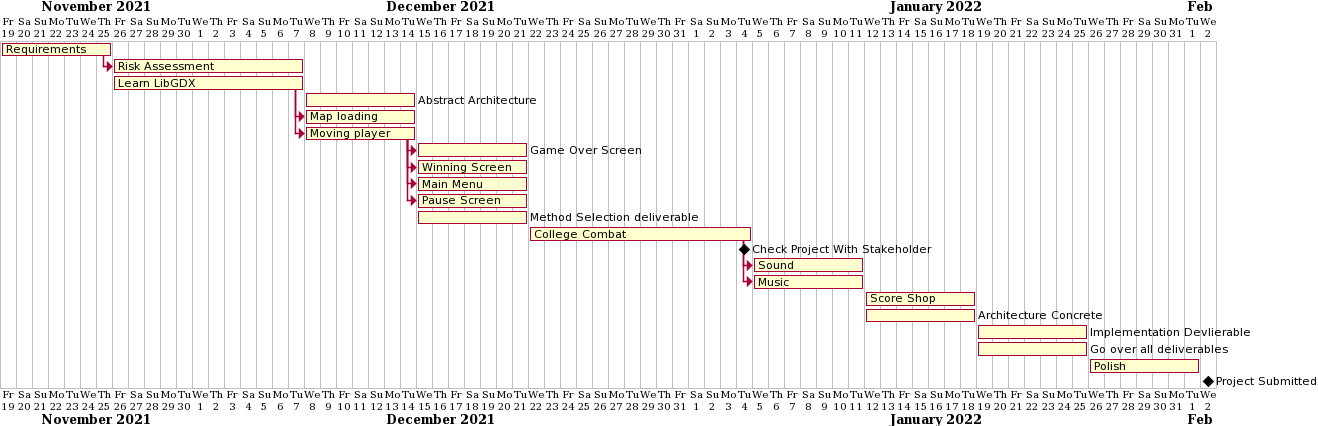 November 2021 December 2021 January 2022 Feb
Fr Sa Su Mo Tu We Th Fr Sa Su Mo Tu We Th Fr Sa Su Mo Tu We Th Fr Sa Su Mo Tu We Th Fr Sa Su Mo Tu We Th Fr Sa Su Mo Tu We Th Fr Sa Su Mo Tu We Th Fr Sa Su Mo Tu We Th Fr Sa Su Mo Tu We Th Fr Sa Su Mo Tu We Th Fr Sa Su Mo Tu We
19 20 21 22 23 24 25 26 27 28 29 30 1 2 3 4 5 6 7 8 9 10 11 12 13 14 15 16 17 18 19 20 21 22 23 24 25 26 27 28 29 30 31 1 2 3 4 5 6 7 8 9 10 11 12 13 14 15 16 17 18 19 20 21 22 23 24 25 26 27 28 29 30 31 1 2
Requirements
Risk Assessment
Learn LibGDX
Abstract Architecture
Map loading
Moving player
Game Over Screen
Winning Screen
Main Menu
Pause Screen
Method Selection deliverable
College Combat
Check Project With Stakeholder
Sound
Music
Score Shop
Architecture Concrete
Implementation Devlierable
Go over all deliverables
Polish
Project Submitted
Fr Sa Su Mo Tu We Th Fr Sa Su Mo Tu We Th Fr Sa Su Mo Tu We Th Fr Sa Su Mo Tu We Th Fr Sa Su Mo Tu We Th Fr Sa Su Mo Tu We Th Fr Sa Su Mo Tu We Th Fr Sa Su Mo Tu We Th Fr Sa Su Mo Tu We Th Fr Sa Su Mo Tu We Th Fr Sa Su Mo Tu We
19 20 21 22 23 24 25 26 27 28 29 30 1 2 3 4 5 6 7 8 9 10 11 12 13 14 15 16 17 18 19 20 21 22 23 24 25 26 27 28 29 30 31 1 2 3 4 5 6 7 8 9 10 11 12 13 14 15 16 17 18 19 20 21 22 23 24 25 26 27 28 29 30 31 1 2
November 2021 December 2021 January 2022 Feb